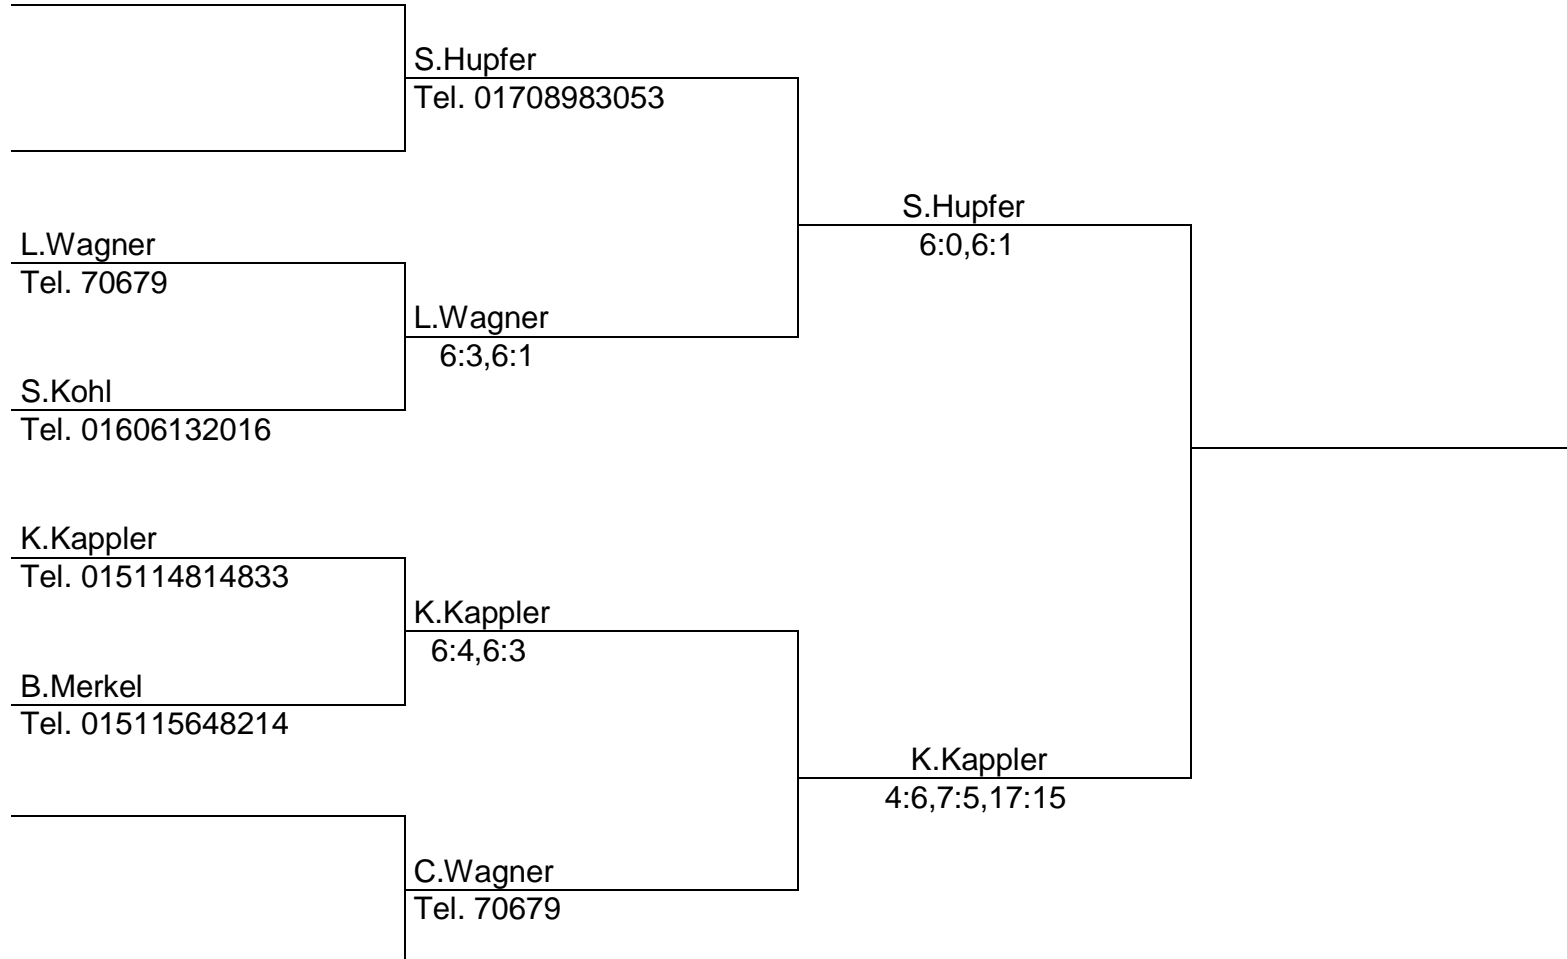 S.Hupfer
Tel. 01708983053
S.Hupfer
6:0,6:1
L.Wagner
Tel. 70679
L.Wagner
6:3,6:1
S.Kohl
Tel. 01606132016
K.Kappler
Tel. 015114814833
K.Kappler
6:4,6:3
B.Merkel
Tel. 015115648214
K.Kappler
4:6,7:5,17:15
C.Wagner
Tel. 70679